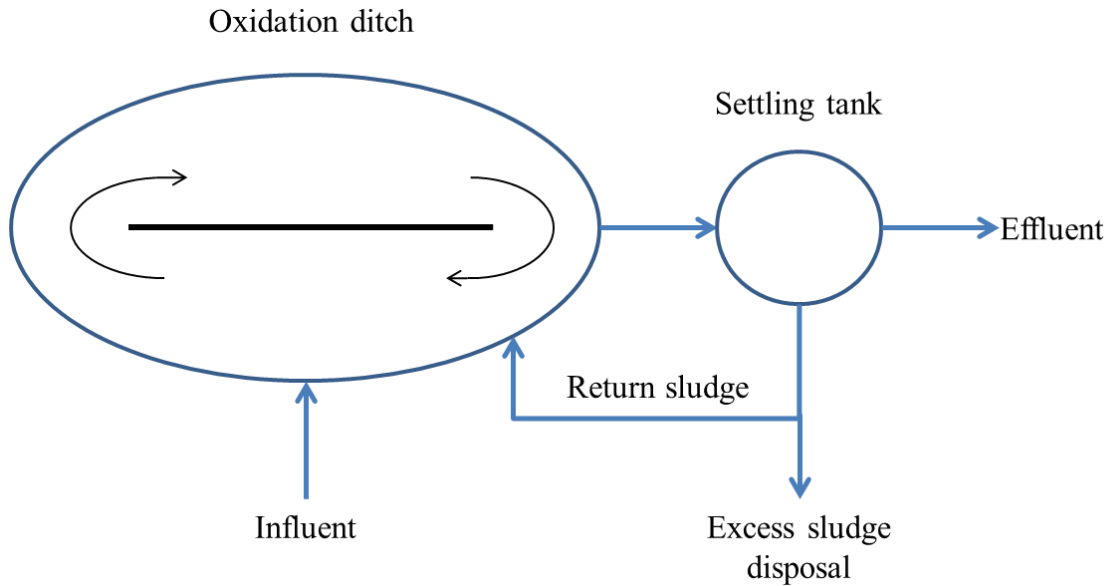 Oxidation ditch
Settling tank
Effluent
Return sludge
Influent
Excess sludge
disposal